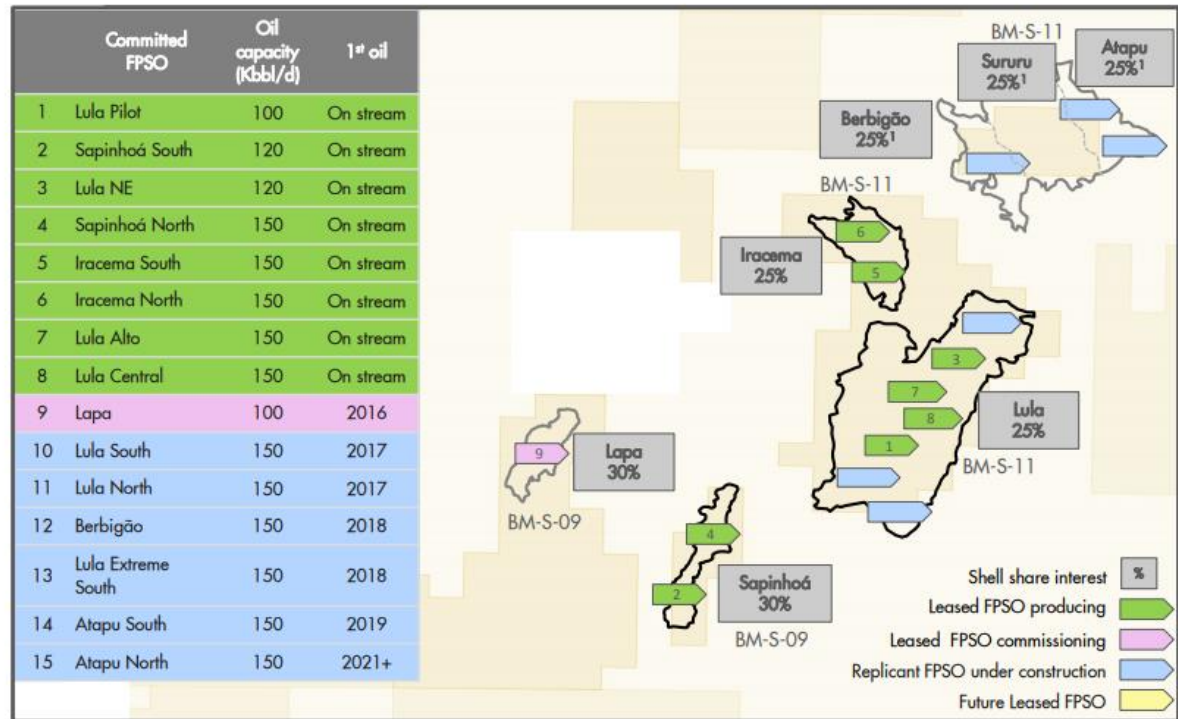 Committed FPSO Oil capacity (Kbbl/d) 1st oil
1 Lula Pilot 100 On stream
2 Sapinhoá South 120 On stream
3 Lula NE 120 On stream
4 Sapinhoá North 150 On stream
5 Iracema South 150 On stream
6 Iracema North 150 On stream
7 Lula Alto 150 On stream
8 Lula Central 150 On stream
9 Lapa 100 2016
10 Lula South 150 2017
11 Lula North 150 2017
12 Berbigão 150 2018
13 Lula Extreme South 150 2018
14 Atapu South 150 2019
15 Atapu North 150 2021+
BM-S-11
Sururu
25%1
Atapu
25%1
Berbigão
25%1
BM-S-11
6
Iracema
25%
5
3
7
8
Lula
25%
1
BM-S-11
9
Lapa
30%
BM-S-09
4
2
Sapinhoá
30%
BM-S-09
Shell share interest %
Leased FPSO producing
Leased FPSO commissioning
Replicant FPSO under construction
Future Leased FPSO